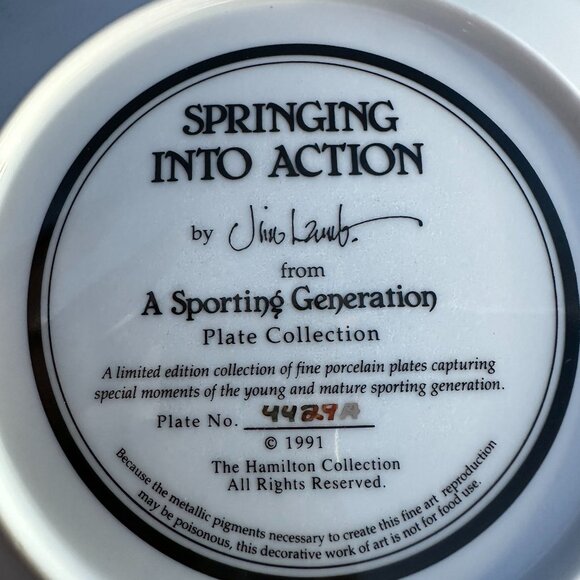 SPRINGING
INTO ACTION
by Jim Lamb.
from
A Sporting Generation
Plate Collection
A limited edition collection of fine porcelain plates capturing
special moments of the young and mature sporting generation.
Plate No. 4429A
© 1991
The Hamilton Collection
All Rights Reserved.
Because the metallic pigments necessary to create this fine art reproduction
may be poisonous, this decorative work of art is not for food use.